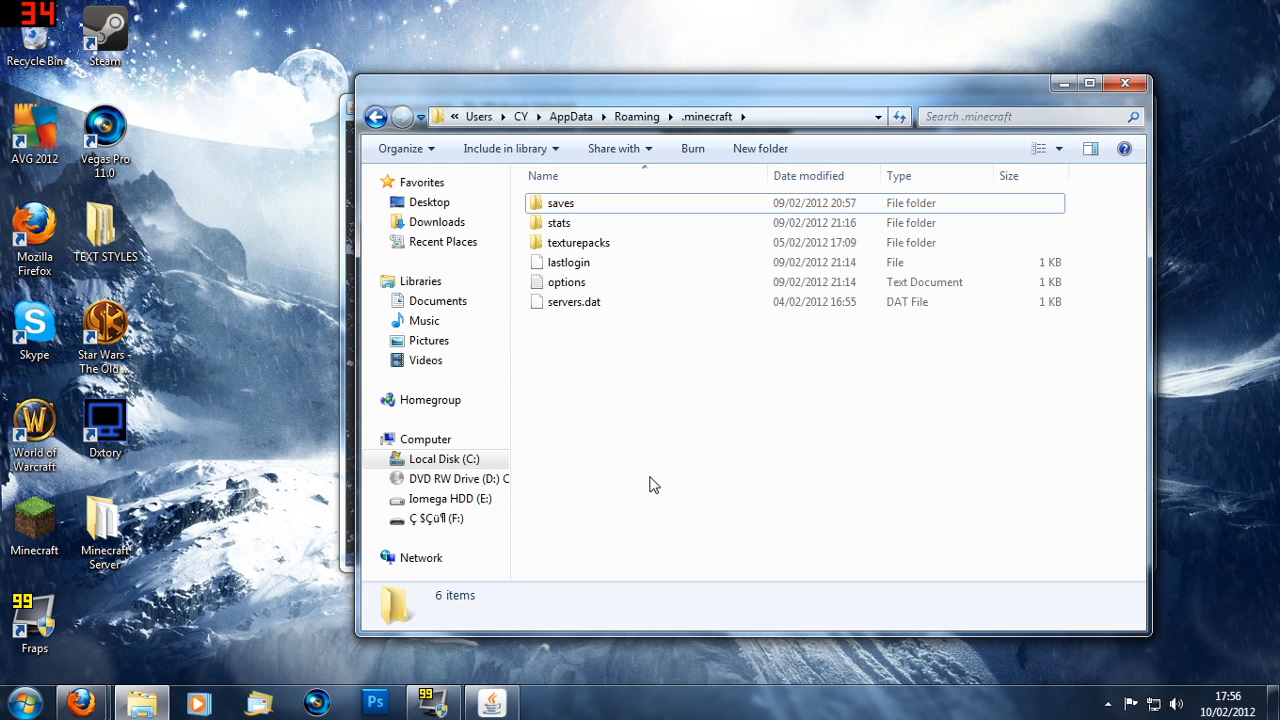 34
Recycle Bin
Steam
AVG 2012
Vegas Pro
11.0
Mozilla
Firefox
TEXT STYLES
Skype
Star Wars -
The Old ...
World of
Warcraft
Dxtory
Minecraft
Minecraft
Server
99
Fraps
« Users CY AppData Roaming .minecraft
Search .minecraft
Organize Include in library Share with Burn New folder
Name Date modified Type Size
saves 09/02/2012 20:57 File folder
stats 09/02/2012 21:16 File folder
texturepacks 05/02/2012 17:09 File folder
lastlogin 09/02/2012 21:14 File 1 KB
options 09/02/2012 21:14 Text Document 1 KB
servers.dat 04/02/2012 16:55 DAT File 1 KB
Favorites
Desktop
Downloads
Recent Places
Libraries
Documents
Music
Pictures
Videos
Homegroup
Computer
Local Disk (C:)
DVD RW Drive (D:) C
Iomega HDD (E:)
Ç $Çü¶ (F:)
Network
6 items
Ps
99
17:56
10/02/2012